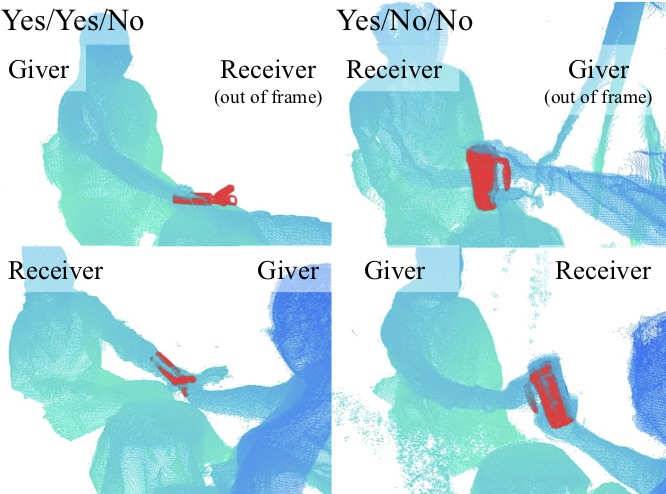 Yes/Yes/No
Giver
Receiver
(out of frame)
Yes/No/No
Receiver
Giver
(out of frame)
Receiver
Giver
Giver
Receiver